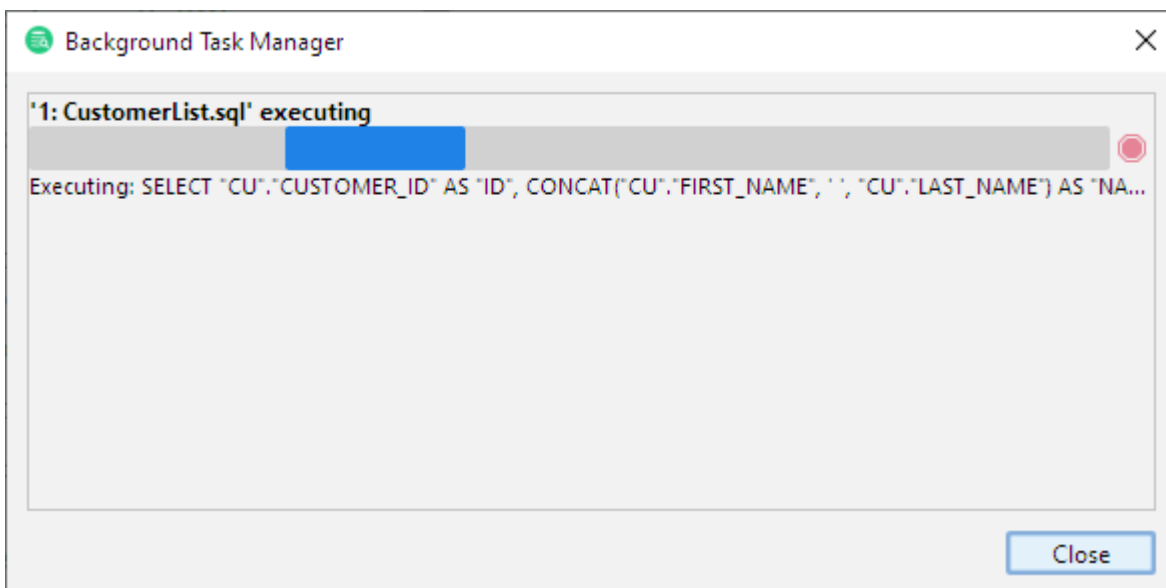 Background Task Manager
'1: CustomerList.sql' executing
Executing: SELECT "CU"."CUSTOMER_ID" AS "ID", CONCAT("CU"."FIRST_NAME", ' ', "CU"."LAST_NAME") AS "NA...
Close